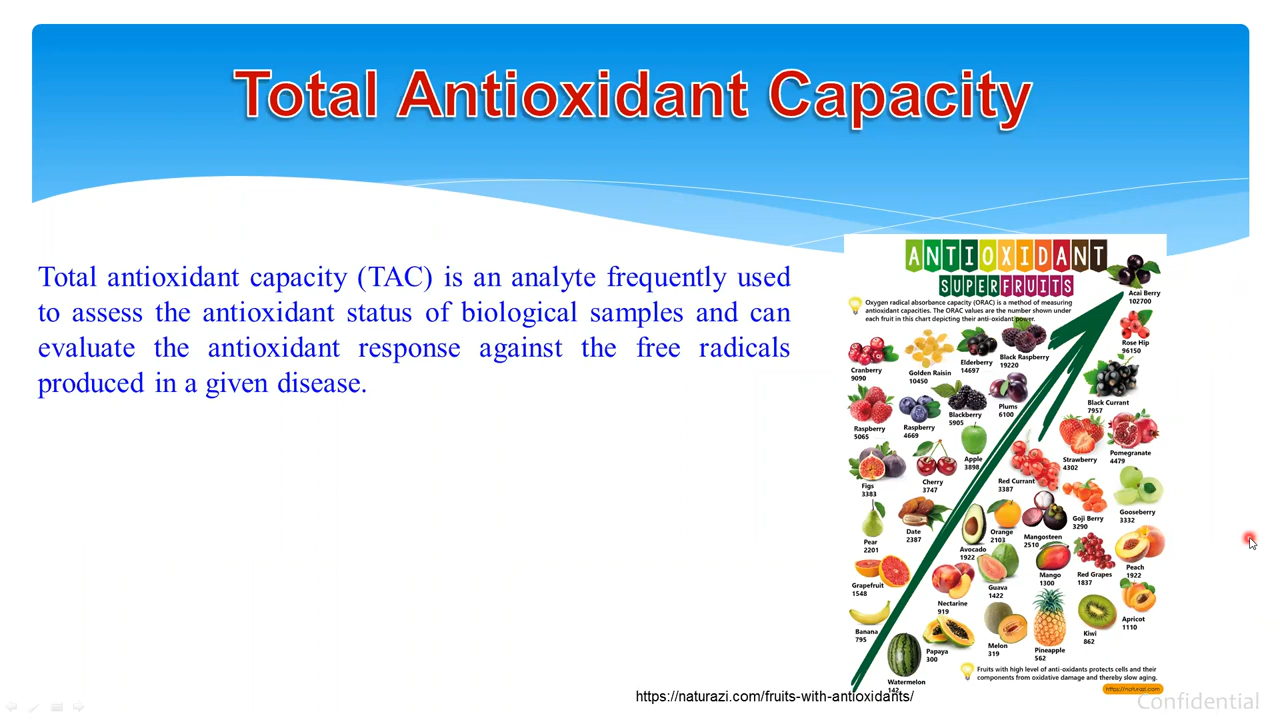 Total Antioxidant Capacity
Total antioxidant capacity (TAC) is an analyte frequently used
to assess the antioxidant status of biological samples and can
evaluate the antioxidant response against the free radicals
produced in a given disease.
ANTIOXIDANT
SUPERFRUITS
Oxygen radical absorbance capacity (ORAC) is a method of measuring
antioxidant capacities. The ORAC values are the number shown under
each fruit in this chart depicting their anti-oxidant power.
Acai Berry
102700
Rose Hip
96150
Cranberry
9090
Golden Raisin
10450
Elderberry
14697
Black Raspberry
19220
Black Currant
7957
Raspberry
5065
Raspberry
4669
Blackberry
5905
Plums
6100
Strawberry
4302
Pomegranate
4479
Figs
3383
Cherry
3747
Apple
3898
Red Currant
3387
Goji Berry
3290
Gooseberry
3332
Pear
2201
Date
2387
Avocado
1922
Orange
2103
Mangosteen
2510
Peach
1922
Grapefruit
1548
Nectarine
919
Guava
1422
Mango
1300
Red Grapes
1837
Apricot
1110
Banana
795
Papaya
300
Melon
319
Pineapple
562
Kiwi
862
Watermelon
142
Fruits with high level of anti-oxidants protects cells and their
components from oxidative damage and thereby slow aging.
https://naturazi.com
https://naturazi.com/fruits-with-antioxidants/
Confidential